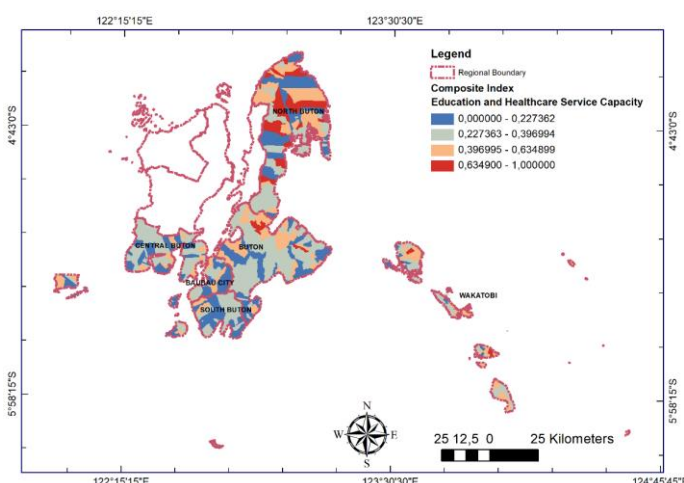 122°15'15"E 123°30'30"E
Legend
Regional Boundary
Composite Index
Education and Healthcare Service Capacity
0,000000 - 0,227362
0,227363 - 0,396994
0,396995 - 0,634899
0,634900 - 1,000000
4°43'0"S 4°43'0"S
NORTH BUTON
CENTRAL BUTON
BUTON
BAUBAU CITY
WAKATOBI
SOUTH BUTON
5°58'15"S 5°58'15"S
N
W E
S
25 12,5 0 25 Kilometers
122°15'15"E 123°30'30"E 124°45'45"E